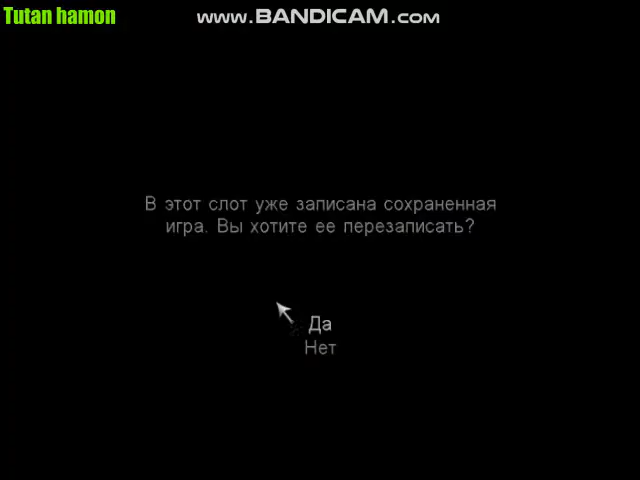 Tutan hamon
www.BANDICAM.com
В этот слот уже записана сохраненная
игра. Вы хотите ее перезаписать?
Да
Нет